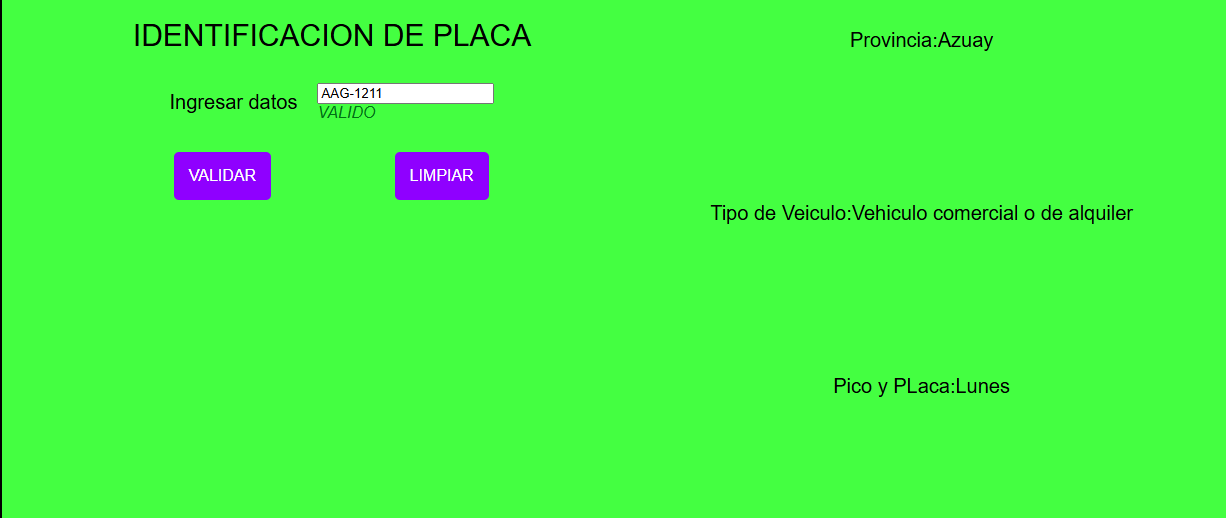 IDENTIFICACION DE PLACA
Ingresar datos
AAG-1211
VALIDO
VALIDAR
LIMPIAR
Provincia:Azuay
Tipo de Veiculo:Vehiculo comercial o de alquiler
Pico y PLaca:Lunes